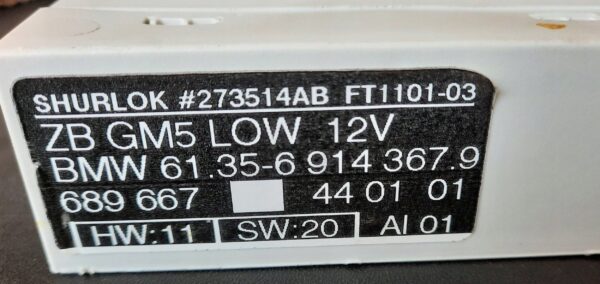 SHURLOK #273514AB FT1101-03
ZB GM5 LOW 12V
BMW 61.35-6 914 367.9
689 667 44 01 01
HW:11 SW:20 AI 01